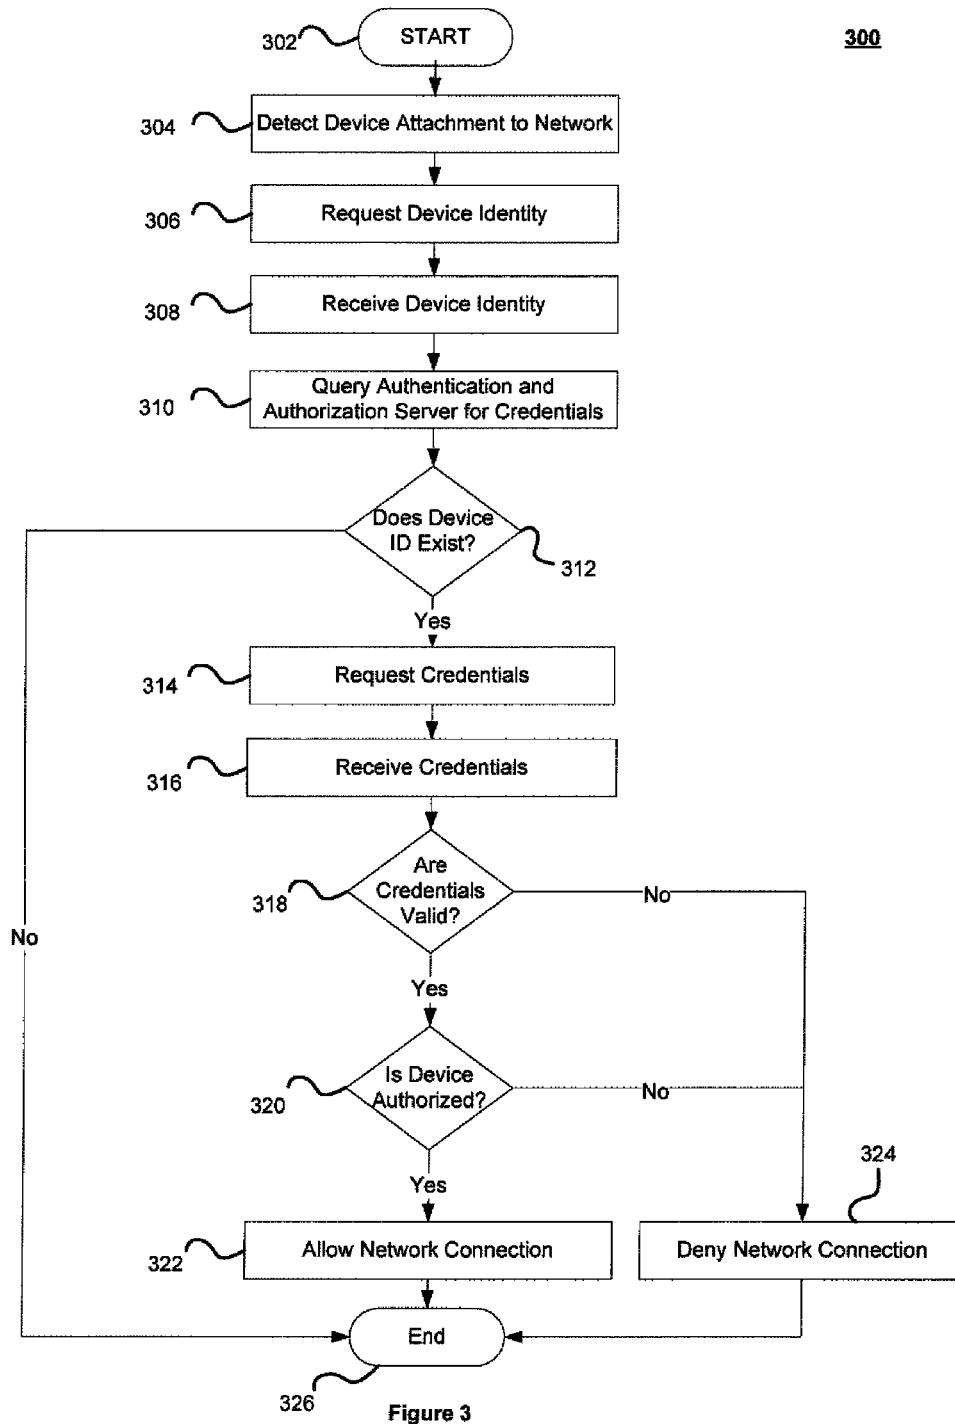 START
302
300
Detect Device Attachment to Network
304
Request Device Identity
306
Receive Device Identity
308
Query Authentication and
Authorization Server for Credentials
310
Does Device
ID Exist?
312
Yes
Request Credentials
314
Receive Credentials
316
Are
Credentials
Valid?
318
No
No
Yes
Is Device
Authorized?
320
No
Yes
324
Allow Network Connection
322
Deny Network Connection
End
326
Figure 3